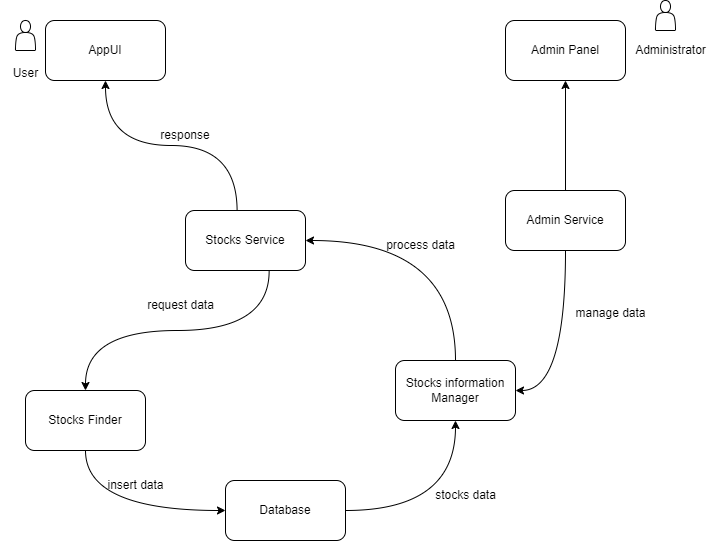 AppUI
User
Admin Panel
Administrator
response
Stocks Service
Admin Service
process data
request data
manage data
Stocks information
Manager
Stocks Finder
insert data
stocks data
Database